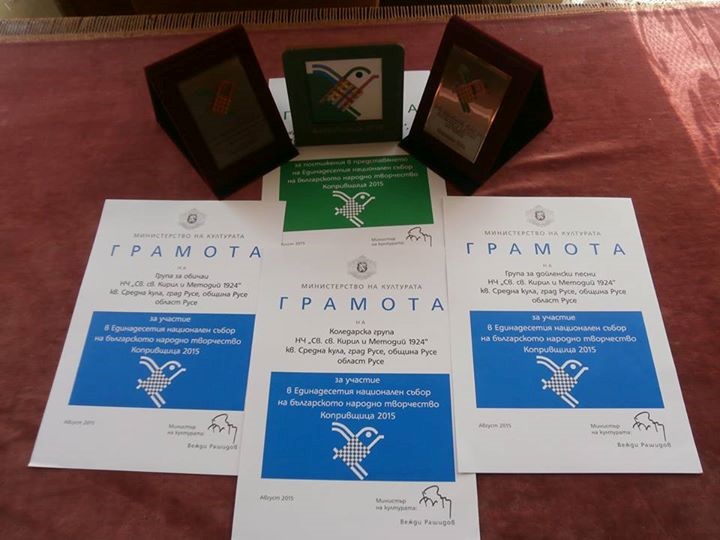 за постижения в представянето
на Единадесетия национален събор
на българското народно творчество
Копривщица 2015
Министър
на културата:
МИНИСТЕРСТВО НА КУЛТУРАТА
ГРАМОТА
НА
Група за обичаи
НЧ „Св. св. Кирил и Методий 1924“
кв. Средна кула, град Русе, община Русе
област Русе
за участие
в Единадесетия национален събор
на българското народно творчество
Копривщица 2015
Август 2015
Министър
на културата:
Вежди Рашидов
МИНИСТЕРСТВО НА КУЛТУРАТА
ГРАМОТА
НА
Коледарска група
НЧ „Св. св. Кирил и Методий 1924“
кв. Средна кула, град Русе, община Русе
област Русе
за участие
в Единадесетия национален събор
на българското народно творчество
Копривщица 2015
Август 2015
Министър
на културата:
Вежди Рашидов
МИНИСТЕРСТВО НА КУЛТУРАТА
ГРАМОТА
НА
Група за дойленски песни
НЧ „Св. св. Кирил и Методий 1924“
кв. Средна кула, град Русе, община Русе
област Русе
за участие
в Единадесетия национален събор
на българското народно творчество
Копривщица 2015
Август 2015
Министър
на културата:
Вежди Рашидов